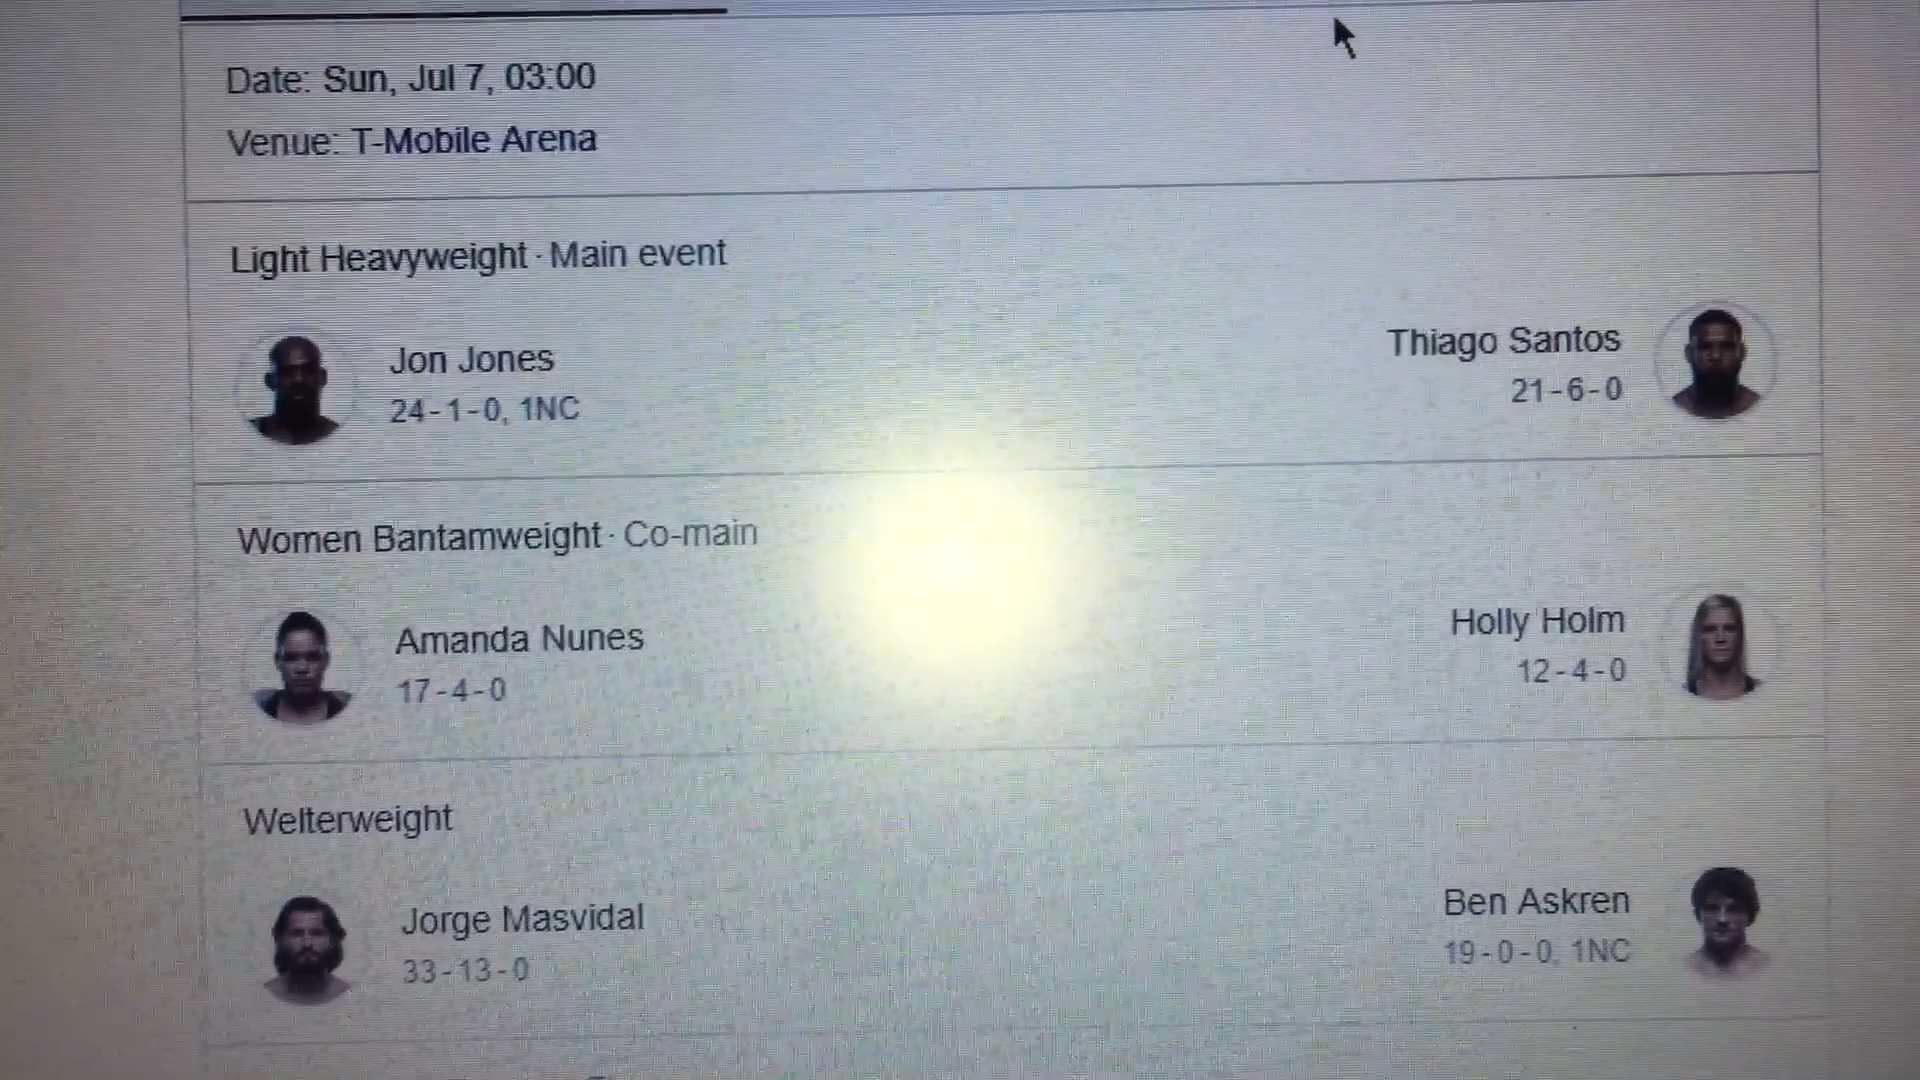 Date: Sun, Jul 7, 03:00
Venue: T-Mobile Arena
Light Heavyweight · Main event
Jon Jones
24-1-0, 1NC
Thiago Santos
21-6-0
Women Bantamweight · Co-main
Amanda Nunes
17-4-0
Holly Holm
12-4-0
Welterweight
Jorge Masvidal
33-13-0
Ben Askren
19-0-0, 1NC